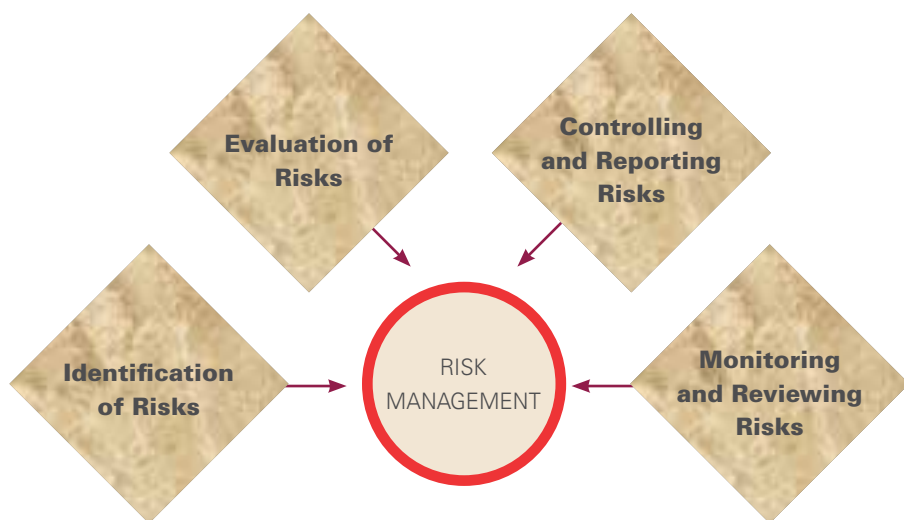 Evaluation of
Risks
Controlling
and Reporting
Risks
Identification
of Risks
RISK
MANAGEMENT
Monitoring
and Reviewing
Risks